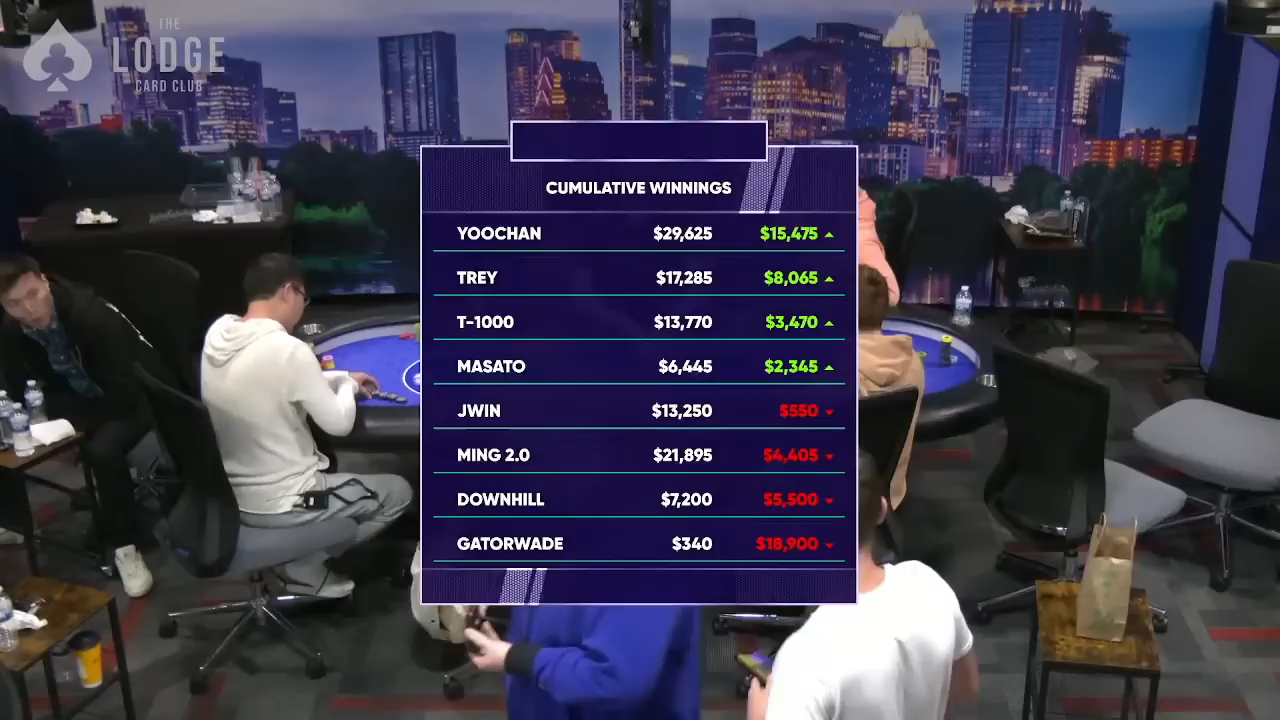 THE
LODGE
CARD CLUB
CUMULATIVE WINNINGS
YOOCHAN $29,625 $15,475
TREY $17,285 $8,065
T-1000 $13,770 $3,470
MASATO $6,445 $2,345
JWIN $13,250 $550
MING 2.0 $21,895 $4,405
DOWNHILL $7,200 $5,500
GATORWADE $340 $18,900